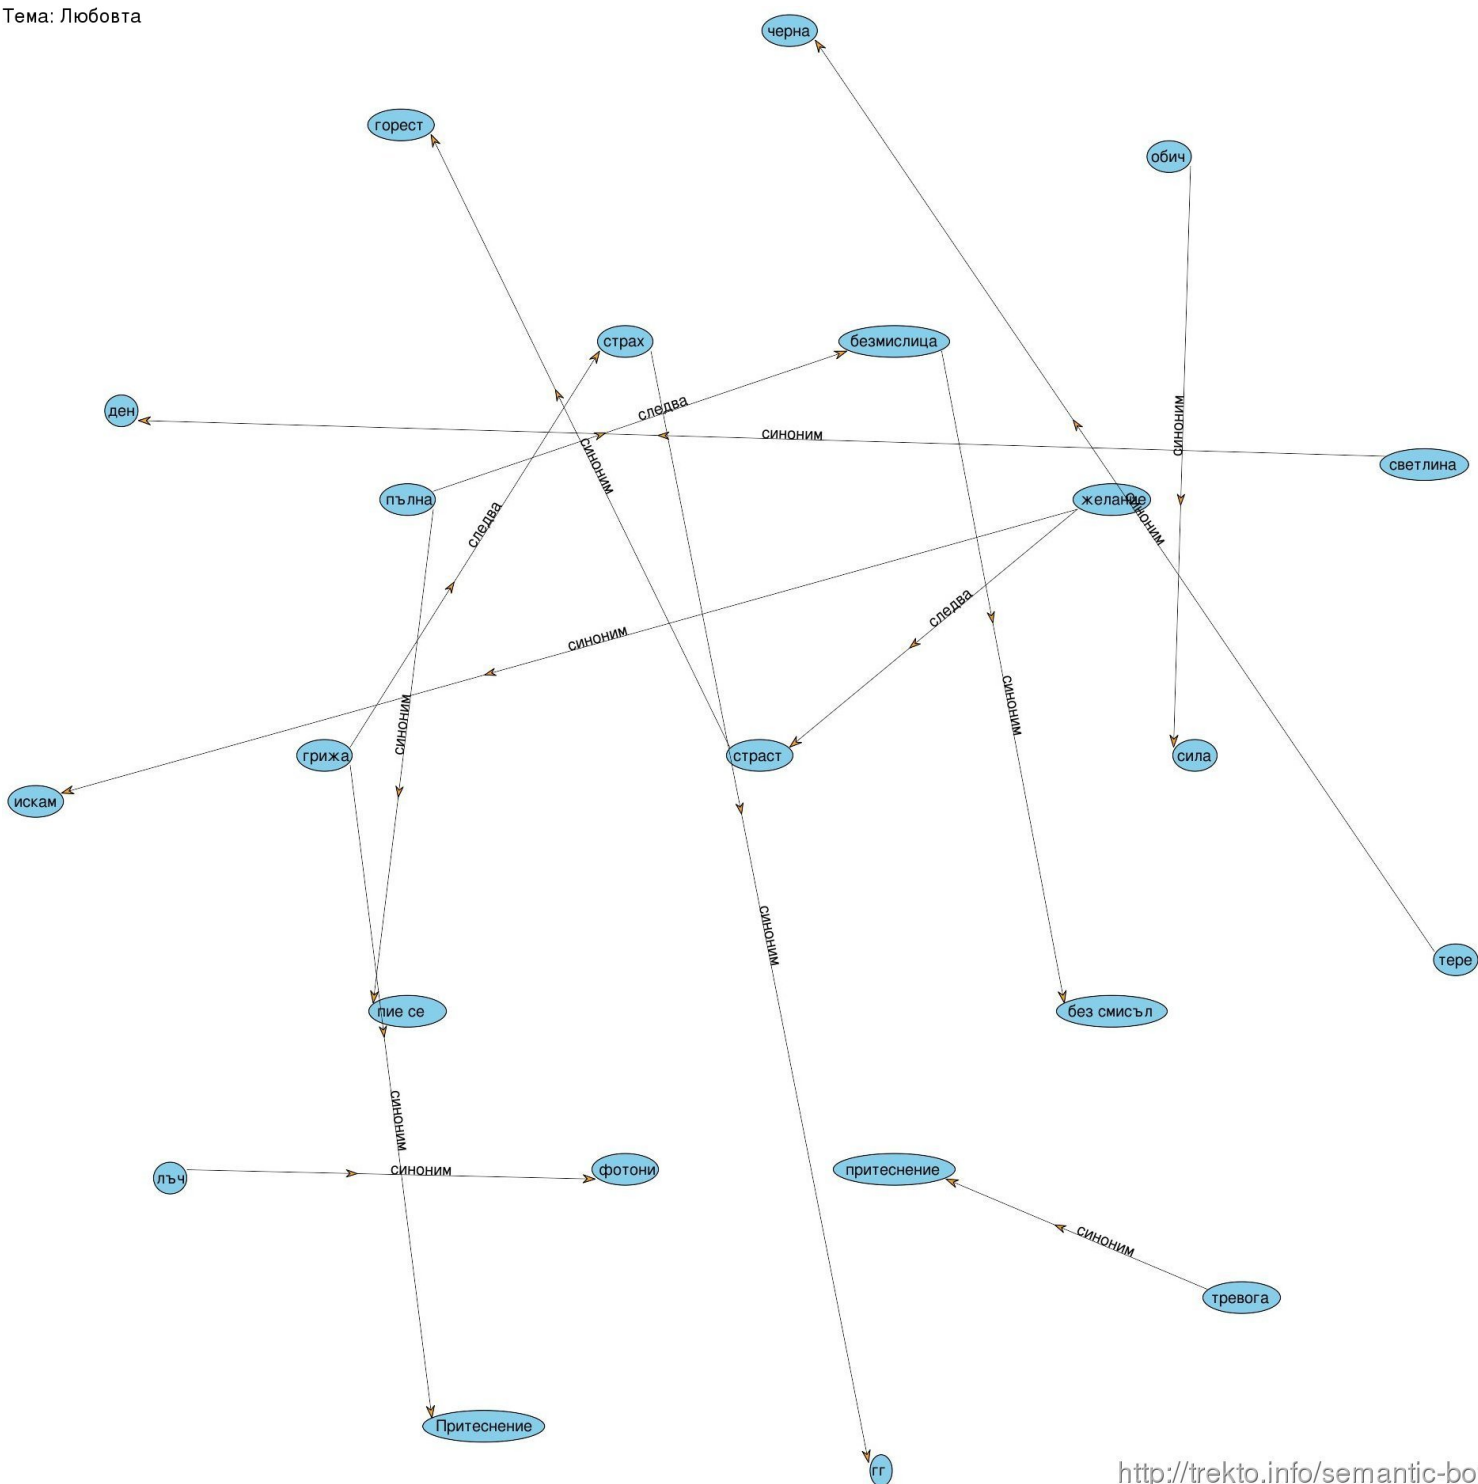 Тема: Любовта
черна
горест
обич
страх
безмислица
синоним
следва
ден
синоним
синоним
светлина
пълна
желание
синоним
следва
следва
синоним
синоним
синоним
грижа
страст
сила
искам
синоним
тере
пие се
без смисъл
синоним
лъч
синоним
фотони
притеснение
синоним
тревога
Притеснение
гг
http://trekto.info/semantic-bo